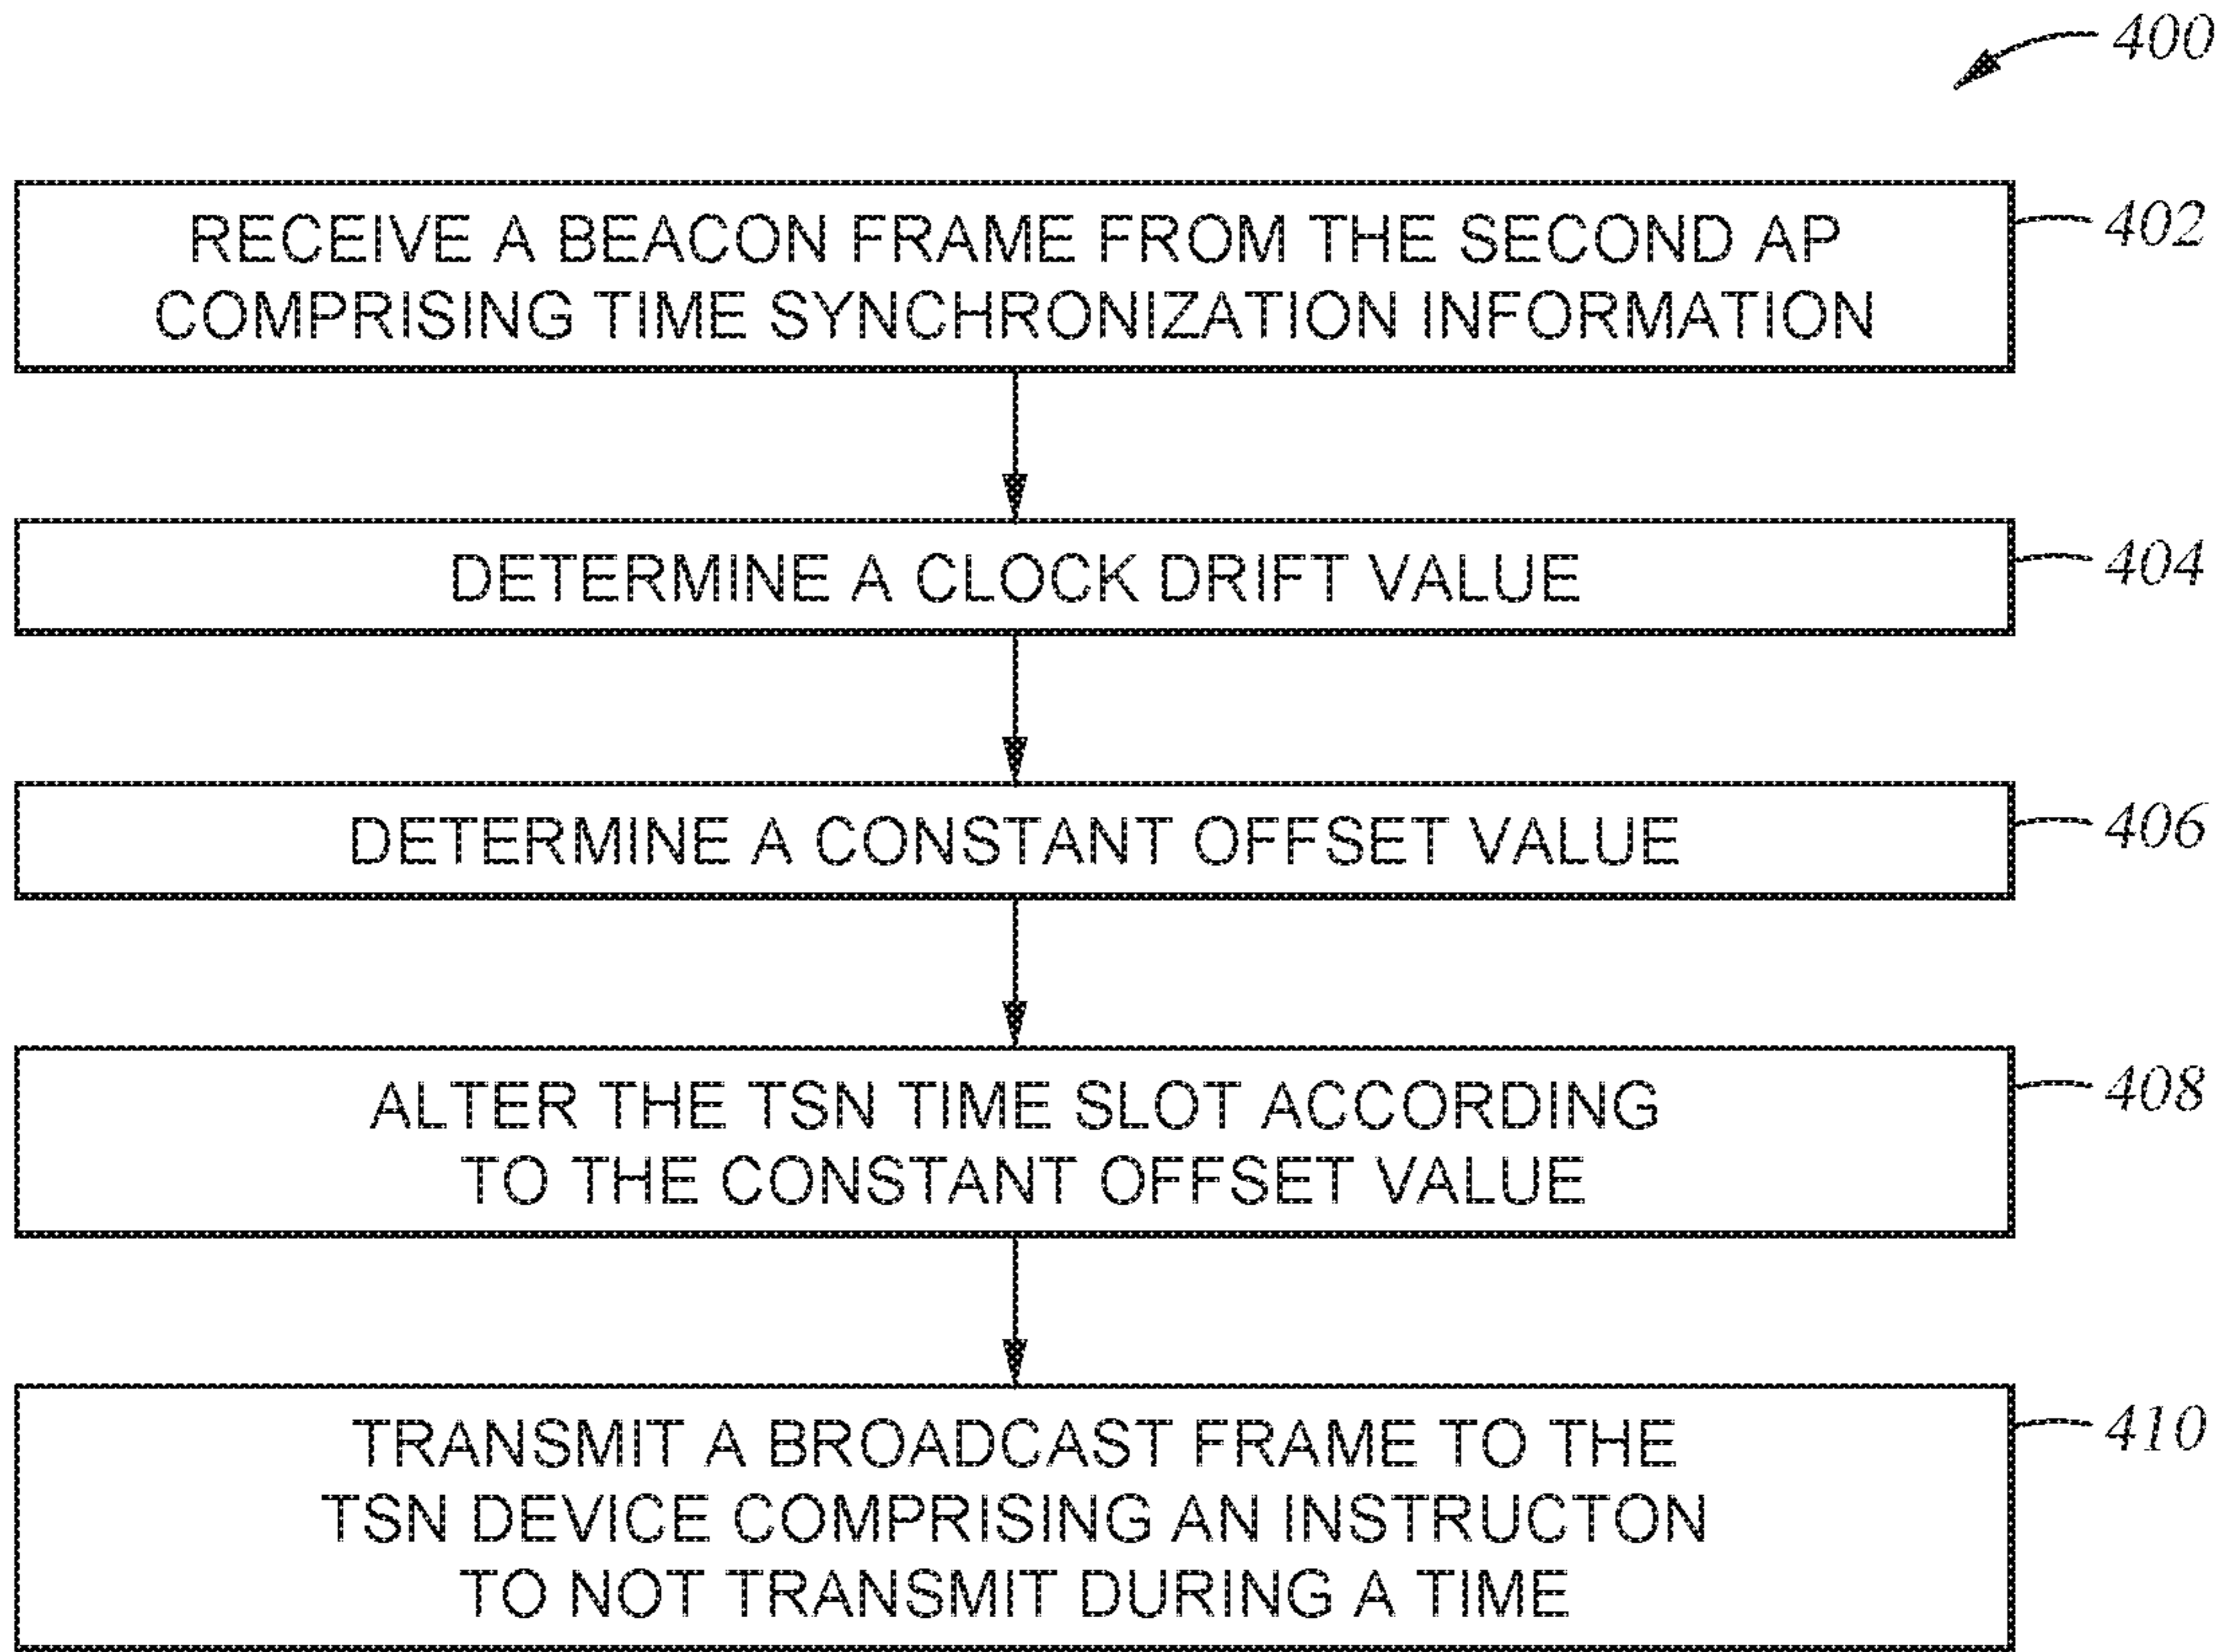 400
RECEIVE A BEACON FRAME FROM THE SECOND AP
COMPRISING TIME SYNCHRONIZATION INFORMATION
402
DETERMINE A CLOCK DRIFT VALUE
404
DETERMINE A CONSTANT OFFSET VALUE
406
ALTER THE TSN TIME SLOT ACCORDING
TO THE CONSTANT OFFSET VALUE
408
TRANSMIT A BROADCAST FRAME TO THE
TSN DEVICE COMPRISING AN INSTRUCTON
TO NOT TRANSMIT DURING A TIME
410